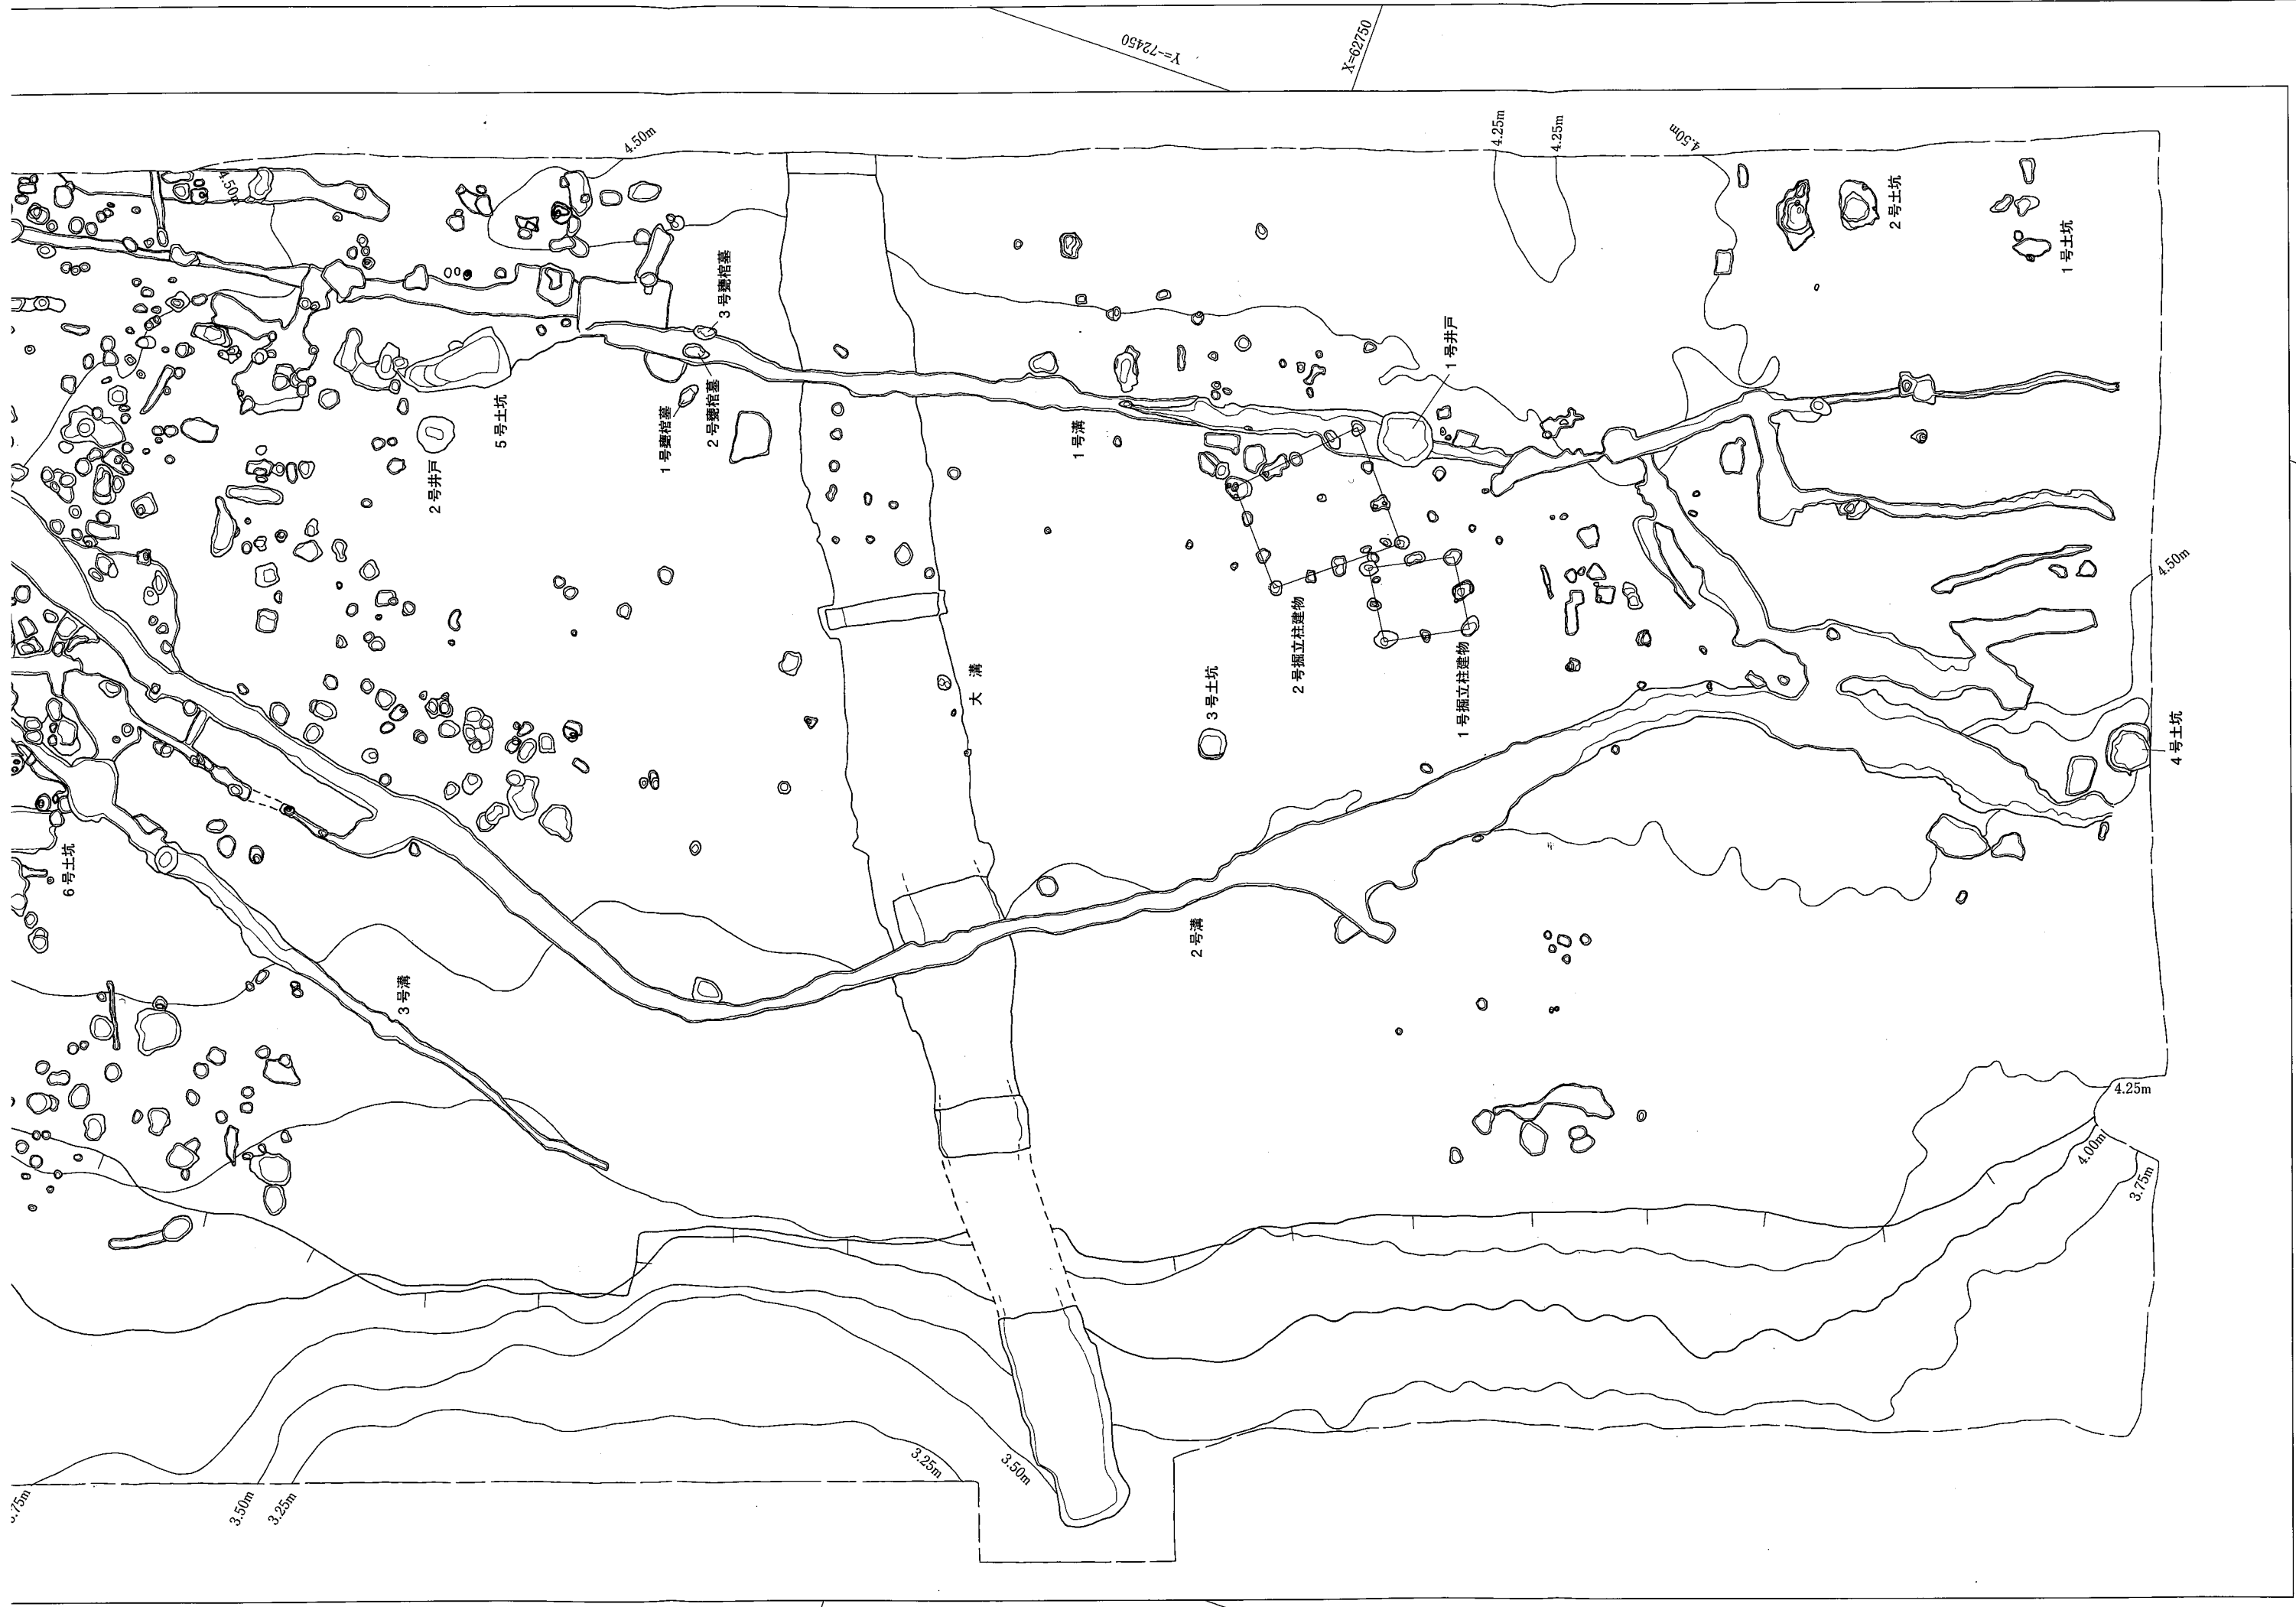 Y=-72450
X=62750
4.50m
4.25m
4.25m
4.50m
4.50m
2号土坑
1号土坑
3号甕棺墓
1号井戸
5号土坑
2号井戸
1号甕棺墓
2号甕棺墓
1号溝
4.50m
2号掘立柱建物
1号掘立柱建物
大溝
3号土坑
4号土坑
6号土坑
2号溝
3号溝
4.25m
4.00m
3.75m
3.25m
3.50m
3.50m
3.25m